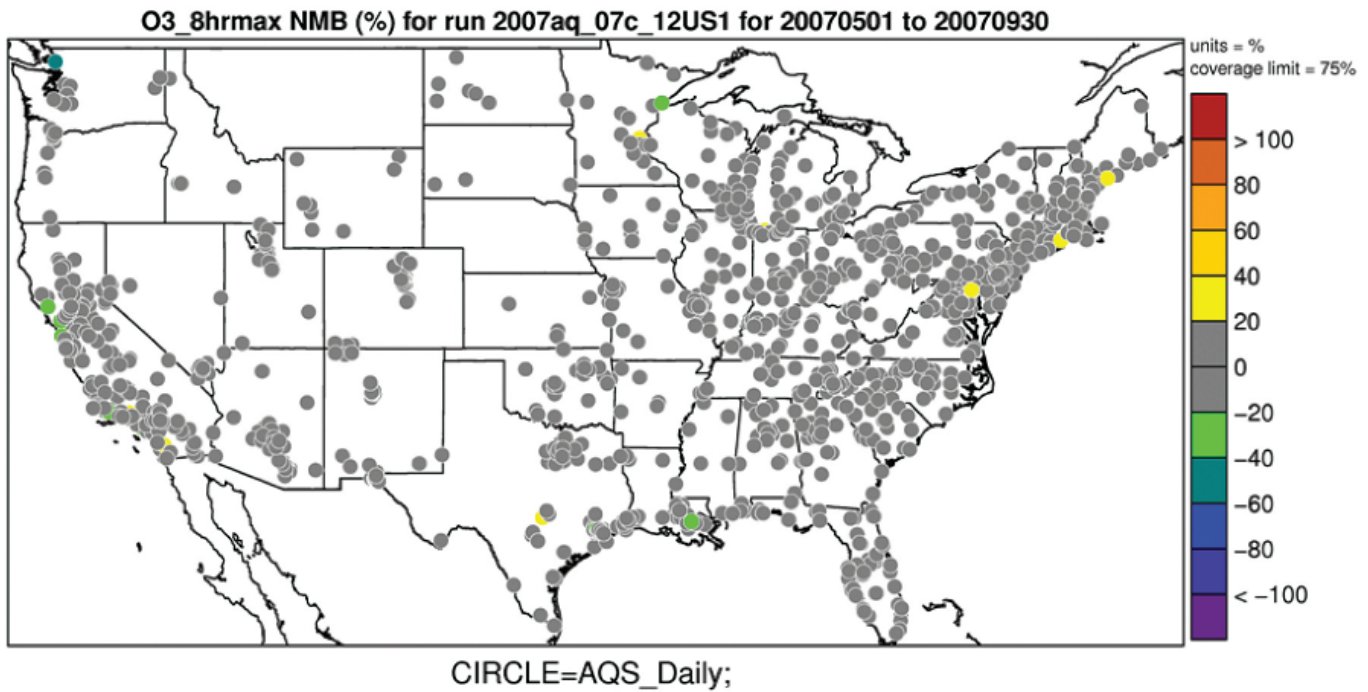 O3_8hrmax NMB (%) for run 2007aq_07c_12US1 for 20070501 to 20070930
units = %
coverage limit = 75%
> 100
80
60
40
20
0
−20
−40
−60
−80
< −100
CIRCLE=AQS_Daily;